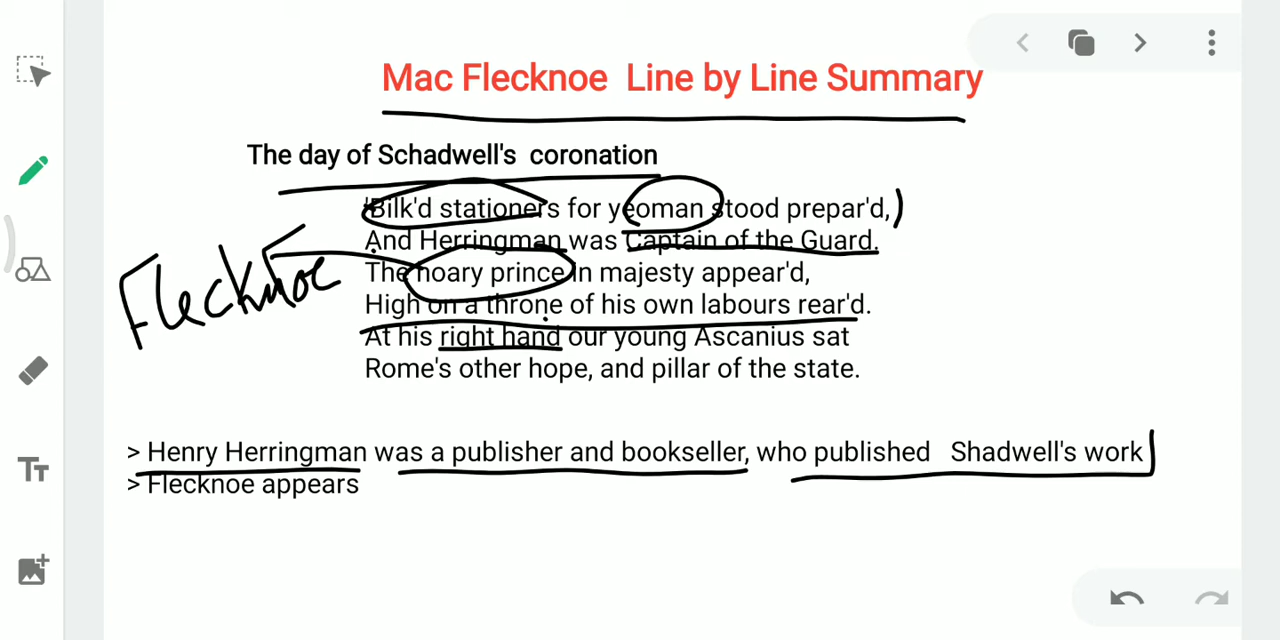 Mac Flecknoe Line by Line Summary
The day of Schadwell's coronation
'Bilk'd stationers for yeoman stood prepar'd,
And Herringman was Captain of the Guard.
The hoary prince in majesty appear'd,
High on a throne of his own labours rear'd.
At his right hand our young Ascanius sat
Rome's other hope, and pillar of the state.
Flecknoe
> Henry Herringman was a publisher and bookseller, who published Shadwell's work
> Flecknoe appears
Tт